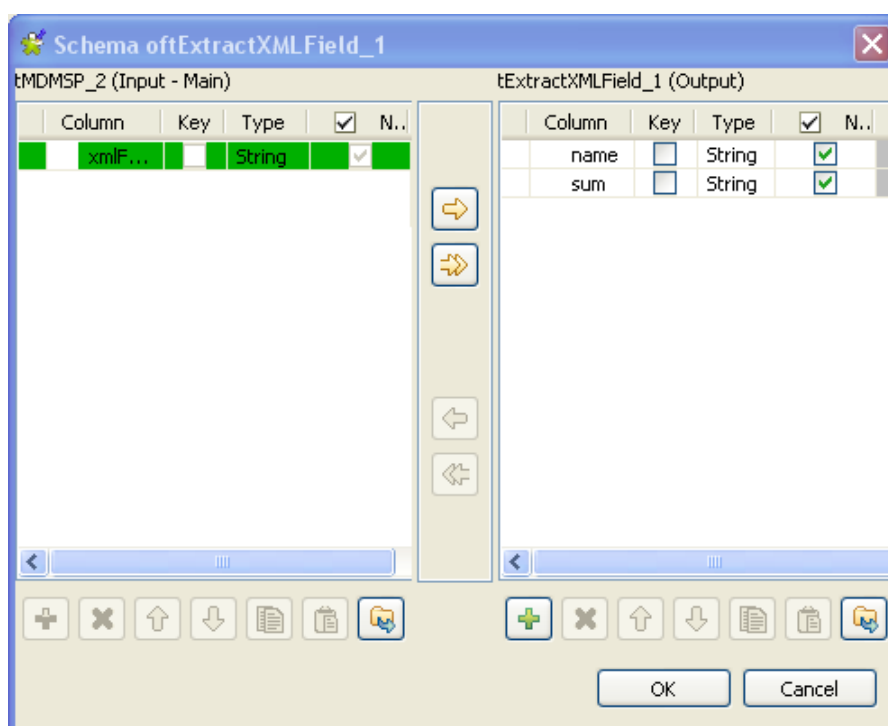 Schema oftExtractXMLField_1
tMDMSP_2 (Input - Main)
tExtractXMLField_1 (Output)
Column Key Type N..
xmlF... String
Column Key Type N..
name String
sum String
OK Cancel